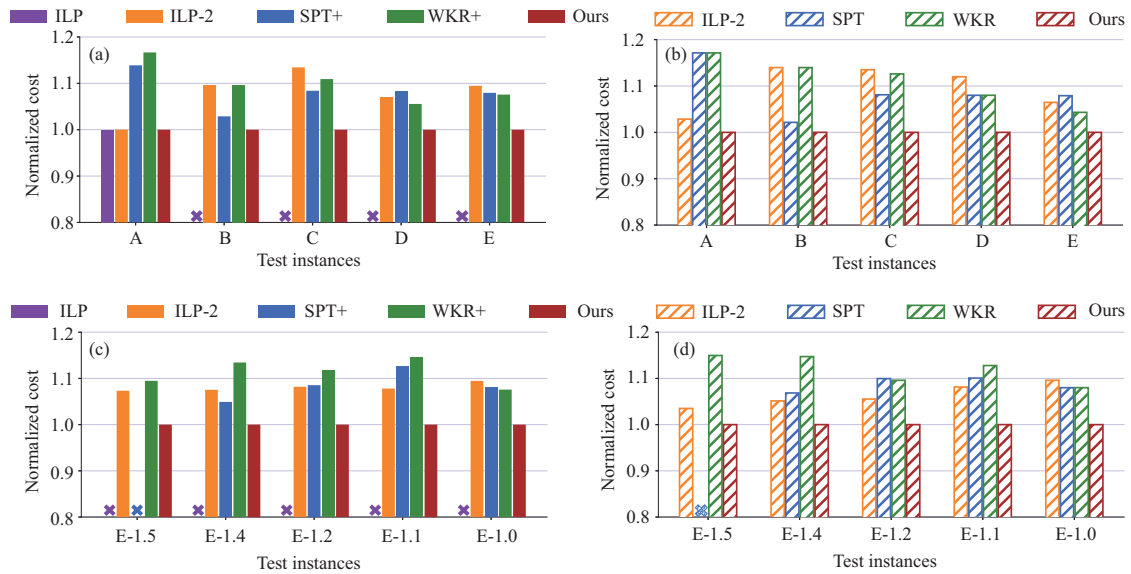 ILP ILP-2 SPT+ WKR+ Ours
(a)
Normalized cost
1.2
1.1
1.0
0.9
0.8
A B C D E
Test instances
ILP-2 SPT WKR Ours
(b)
Normalized cost
1.2
1.1
1.0
0.9
0.8
A B C D E
Test instances
ILP ILP-2 SPT+ WKR+ Ours
(c)
Normalized cost
1.2
1.1
1.0
0.9
0.8
E-1.5 E-1.4 E-1.2 E-1.1 E-1.0
Test instances
ILP-2 SPT WKR Ours
(d)
Normalized cost
1.2
1.1
1.0
0.9
0.8
E-1.5 E-1.4 E-1.2 E-1.1 E-1.0
Test instances